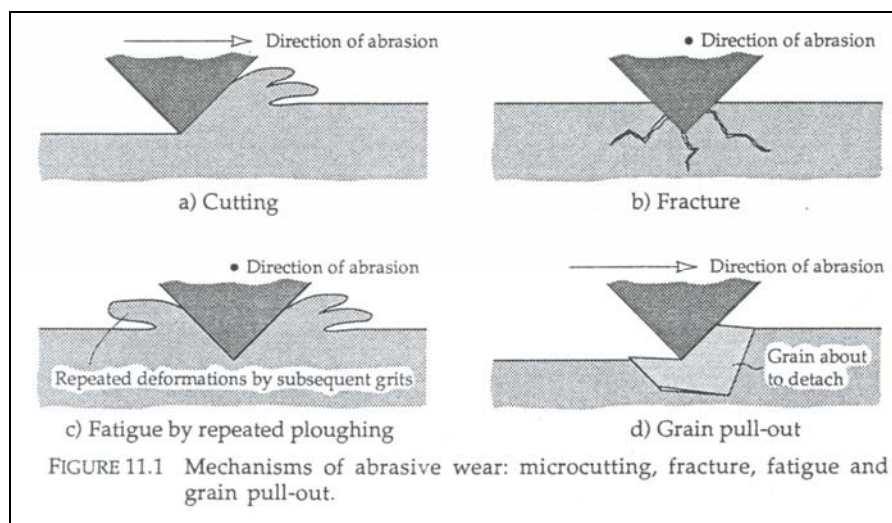 Direction of abrasion
• Direction of abrasion
a) Cutting
b) Fracture
• Direction of abrasion
Direction of abrasion
Repeated deformations by subsequent grits
Grain about
to detach
c) Fatigue by repeated ploughing
d) Grain pull-out
FIGURE 11.1 Mechanisms of abrasive wear: microcutting, fracture, fatigue and
grain pull-out.